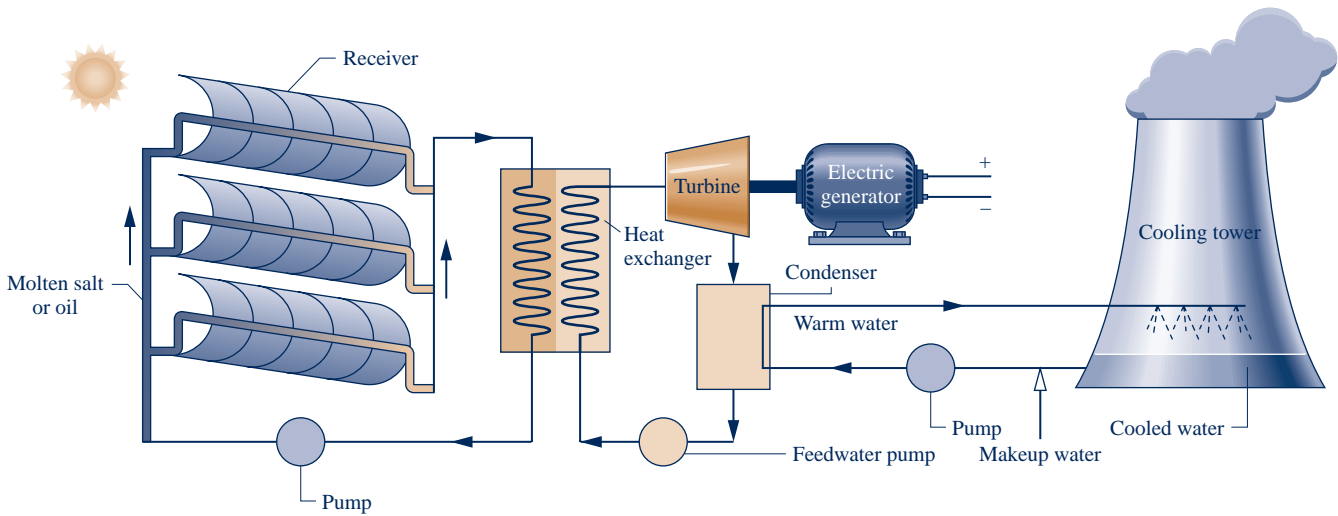 Receiver
Molten salt
or oil
Pump
Heat
exchanger
Turbine
Electric
generator
+
−
Condenser
Warm water
Feedwater pump
Pump
Makeup water
Cooling tower
Cooled water